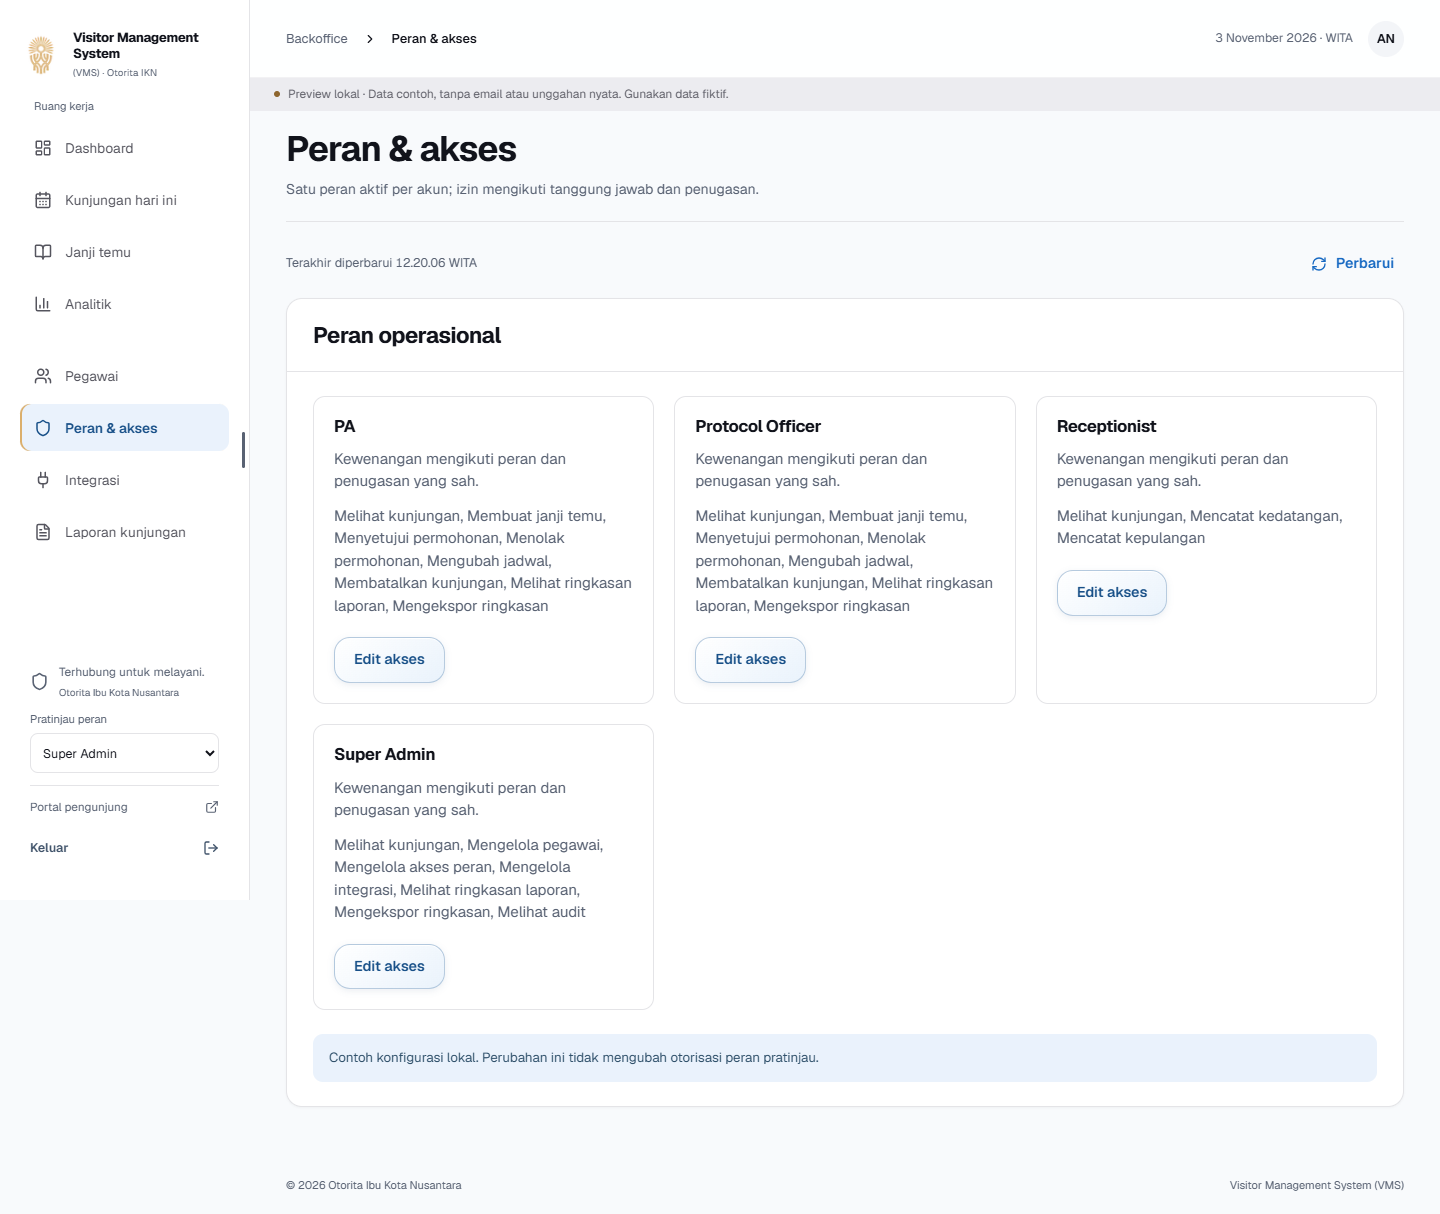 Visitor Management
System
(VMS) · Otorita IKN
Ruang kerja
Dashboard
Kunjungan hari ini
Janji temu
Analitik
Pegawai
Peran & akses
Integrasi
Laporan kunjungan
Terhubung untuk melayani.
Otorita Ibu Kota Nusantara
Pratinjau peran
Super Admin
Portal pengunjung
Keluar
Backoffice
Peran & akses
3 November 2026 · WITA
AN
Preview lokal · Data contoh, tanpa email atau unggahan nyata. Gunakan data fiktif.
Peran & akses
Satu peran aktif per akun; izin mengikuti tanggung jawab dan penugasan.
Terakhir diperbarui 12.20.06 WITA
Perbarui
Peran operasional
PA
Kewenangan mengikuti peran dan
penugasan yang sah.
Melihat kunjungan, Membuat janji temu,
Menyetujui permohonan, Menolak
permohonan, Mengubah jadwal,
Membatalkan kunjungan, Melihat ringkasan
laporan, Mengekspor ringkasan
Edit akses
Protocol Officer
Kewenangan mengikuti peran dan
penugasan yang sah.
Melihat kunjungan, Membuat janji temu,
Menyetujui permohonan, Menolak
permohonan, Mengubah jadwal,
Membatalkan kunjungan, Melihat ringkasan
laporan, Mengekspor ringkasan
Edit akses
Receptionist
Kewenangan mengikuti peran dan
penugasan yang sah.
Melihat kunjungan, Mencatat kedatangan,
Mencatat kepulangan
Edit akses
Super Admin
Kewenangan mengikuti peran dan
penugasan yang sah.
Melihat kunjungan, Mengelola pegawai,
Mengelola akses peran, Mengelola
integrasi, Melihat ringkasan laporan,
Mengekspor ringkasan, Melihat audit
Edit akses
Contoh konfigurasi lokal. Perubahan ini tidak mengubah otorisasi peran pratinjau.
© 2026 Otorita Ibu Kota Nusantara
Visitor Management System (VMS)